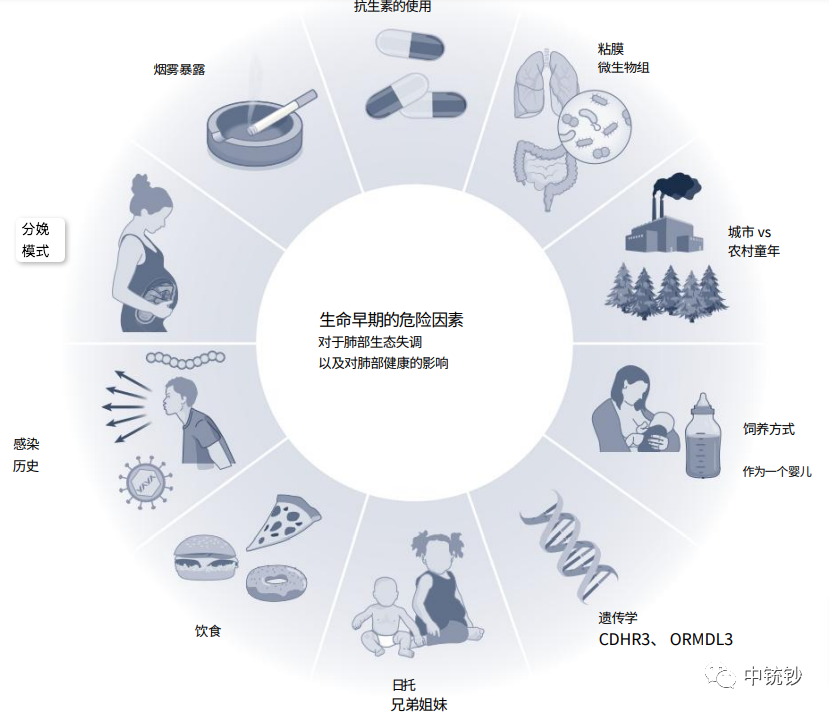 抗生素的使用
烟雾暴露
粘膜
微生物组
分娩
模式
城市 vs
农村童年
生命早期的危险因素
对于肺部生态失调
以及对肺部健康的影响
感染
历史
饲养方式
作为一个婴儿
饮食
遗传学
CDHR3、 ORMDL3
日托
兄弟姐妹
中铳钞